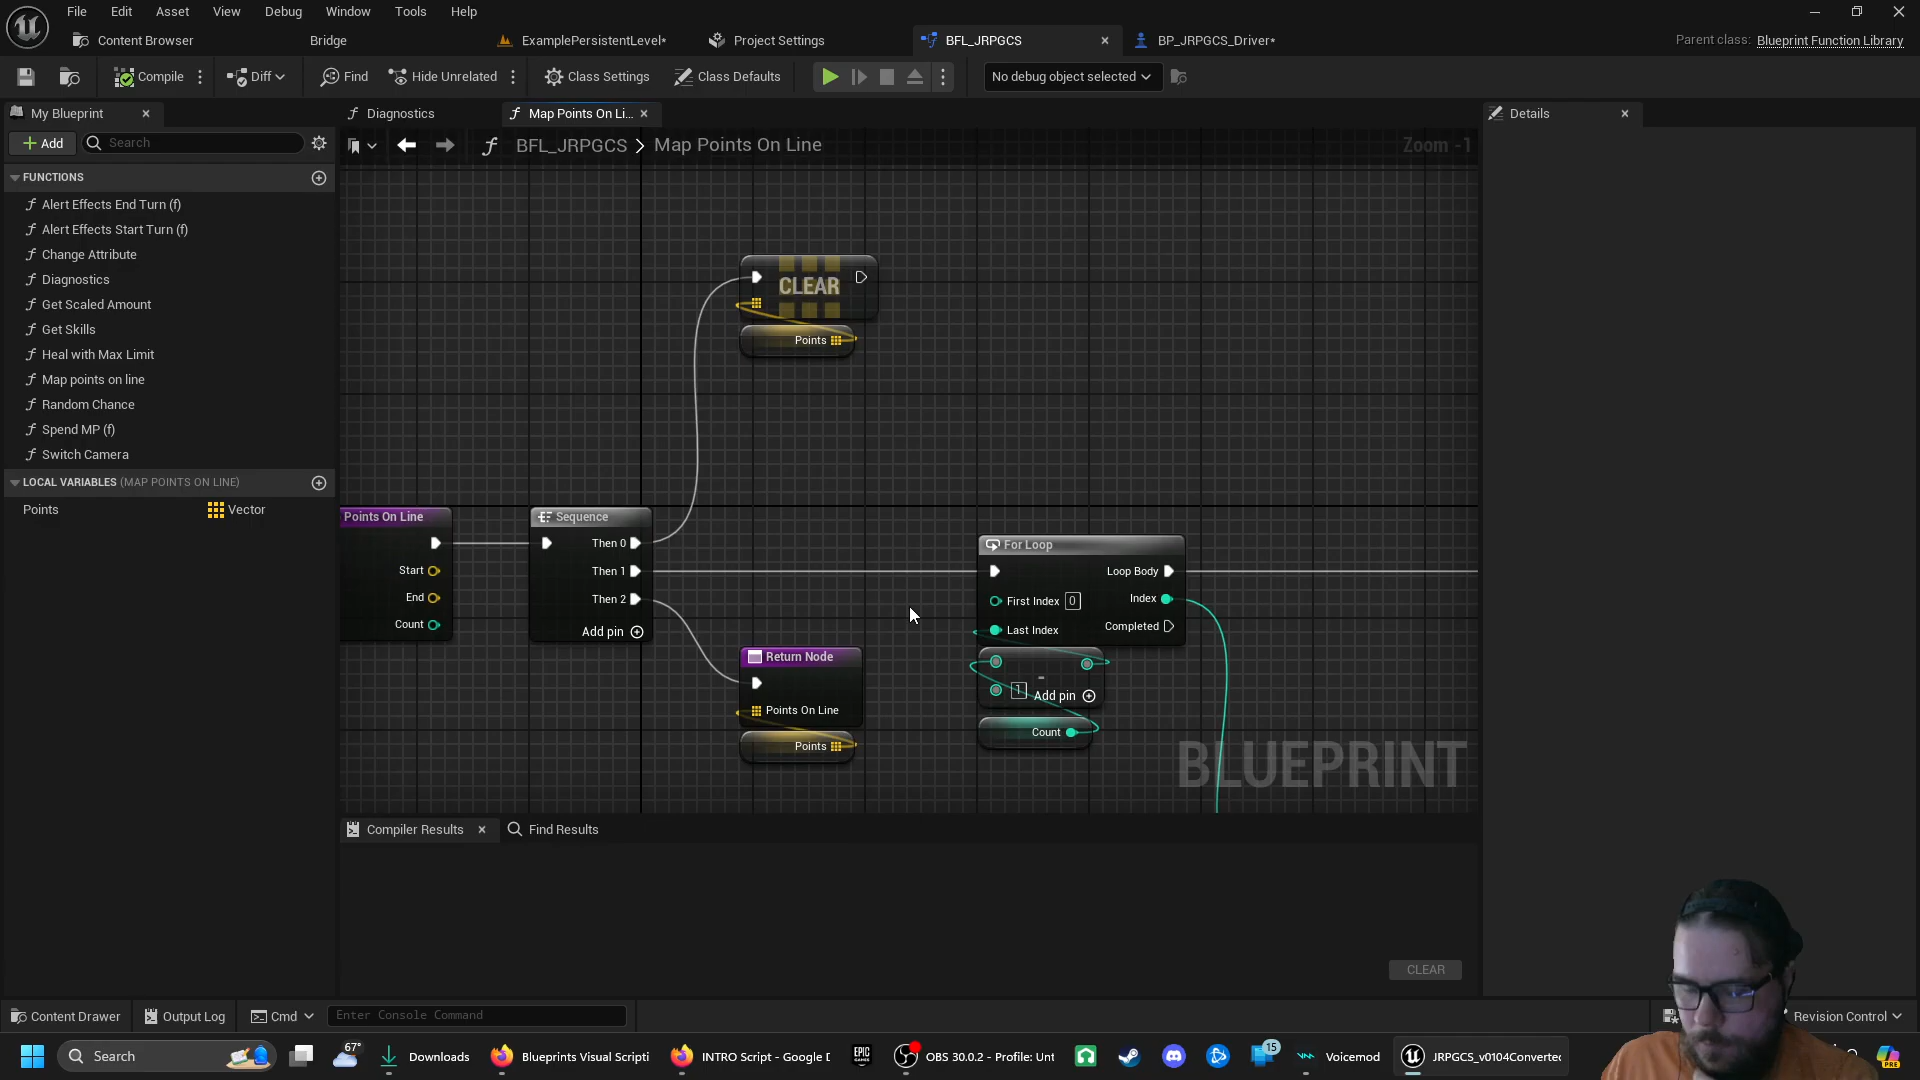 File Edit Asset View Debug Window Tools Help
Content Browser Bridge ExamplePersistentLevel* Project Settings BFL_JRPGCS BP_JRPGCS_Driver* Parent class: Blueprint Function Library
Compile Diff Find Hide Unrelated Class Settings Class Defaults No debug object selected
My Blueprint Diagnostics Map Points On Li... Details
Add Search BFL_JRPGCS Map Points On Line Zoom -1
FUNCTIONS
Alert Effects End Turn (f)
Alert Effects Start Turn (f)
Change Attribute
Diagnostics
Get Scaled Amount
Get Skills
Heal with Max Limit
Map points on line
Random Chance
Spend MP (f)
Switch Camera
LOCAL VARIABLES (MAP POINTS ON LINE)
Points Vector
CLEAR
Points
Points On Line
Start
End
Count
Sequence
Then 0
Then 1
Then 2
Add pin
Return Node
Points On Line
Points
For Loop
Loop Body
First Index 0 Index
Last Index Completed
-
1 Add pin
Count
BLUEPRINT
Compiler Results Find Results
CLEAR
Content Drawer Output Log Cmd Enter Console Command Revision Control
Search 67° Downloads Blueprints Visual Scripti INTRO Script - Google D EPIC GAMES OBS 30.0.2 - Profile: Unt 15 Voicemod JRPGCS_v0104Converted
PRE